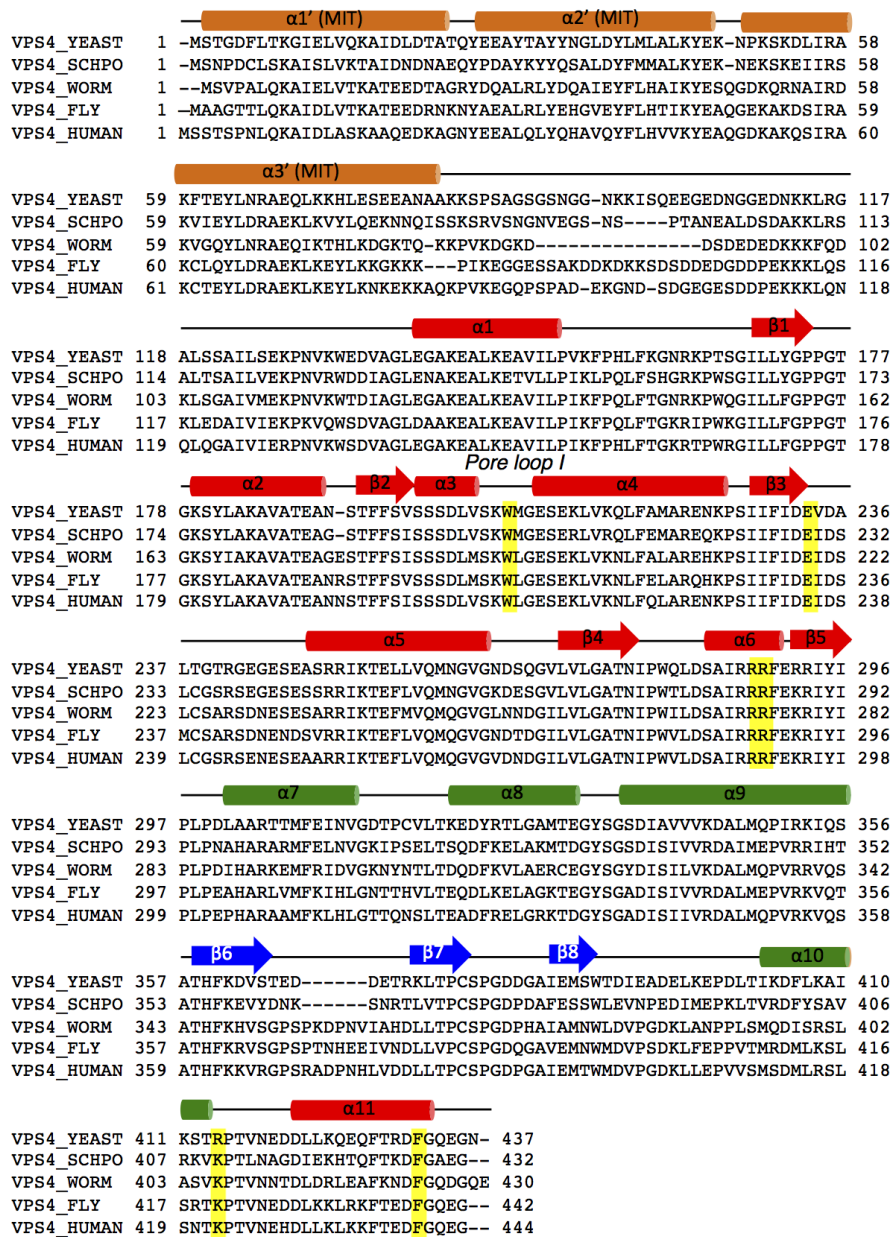 α1’ (MIT) α2’ (MIT)
VPS4_YEAST 1 -MSTGDFLTKGIELVQKAIDLDTATQYEEAYTAYYNGLDYLMLALKYEK-NPKSKDLIRA 58
VPS4_SCHPO 1 -MSNPDCLSKAISLVKTAIDNDNAEQYPDAYKYYQSALDYFMMALKYEK-NEKSKEIIRS 58
VPS4_WORM 1 --MSVPALQKAIELVTKATEEDTAGRYDQALRLYDQAIEYFLHAIKYESQGDKQRNAIRD 58
VPS4_FLY 1 -MAAGTTLQKAIDLVTKATEEDRNKNYAEALRLYEHGVEYFLHTIKYEAQGAKAKDSIRA 59
VPS4_HUMAN 1 MSSTSPNLQKAIDLASKAAQEDKAGNYEEALQLYQHAVQYFLHVVKYEAQGDKAKQSIRA 60
α3’ (MIT)
VPS4_YEAST 59 KFTEYLNRAEQLKKHLESEEANAAKKSPSAGSGSNGG-NKKISQEEGEDNGGEDNKKLRG 117
VPS4_SCHPO 59 KVIEYLDRAEKLKVYLQEKNNQISSKSRVSNGNVEGS-NS----PTANEALDSDAKKLRS 113
VPS4_WORM 59 KVGQYLNRAEQIKTHLKDGKTQ-KKPVKDGKD--------------DSDEDEDKKKFQD 102
VPS4_FLY 60 KCLQYLDRAEKLKEYLKKGKKK---PIKEGGESSAKDDKDKKSDSDDEDGDDPEKKKLQS 116
VPS4_HUMAN 61 KCTEYLDRAEKLKEYLKNKEKKAQKPVKEGQPSPAD-EKGND-SDGEGESDDPEKKKLQN 118
α1 β1
VPS4_YEAST 118 ALSSAILSEKPNVKWEDVAGLEGAKEALKEAVILPVKFPHLFKGNRKPTSGILLYGPPGT 177
VPS4_SCHPO 114 ALTSAILVEKPNVRWDDIAGLENAKEALKETVLLPIKLPQLFSHGRKPWSGILLYGPPGT 173
VPS4_WORM 103 KLSGAIVMEKPNVKWTDIAGLEGAKEALKEAVILPIKFPQLFTGNRKPWQGILLFGPPGT 162
VPS4_FLY 117 KLEDAIVIEKPKVQWSDVAGLDAAKEALKEAVILPIKFPQLFTGKRIPWKGILLFGPPGT 176
VPS4_HUMAN 119 QLQGAIVIERPNVKWSDVAGLEGAKEALKEAVILPIKFPHLFTGKRTPWRGILLFGPPGT 178
Pore loop I
α2 β2 α3 α4 β3
VPS4_YEAST 178 GKSYLAKAVATEAN-STFFSVSSSDLVSKWMGESEKLVKQLFAMARENKPSIIFIDEVDA 236
VPS4_SCHPO 174 GKSYLAKAVATEAG-STFFSISSSDLVSKWMGESERLVRQLFEMAREQKPSIIFIDEIDS 232
VPS4_WORM 163 GKSYIAKAVATEAGESTFFSISSSDLMSKWLGESEKLVKNLFALAREHKPSIIFIDEIDS 222
VPS4_FLY 177 GKSYLAKAVATEANRSTFFSVSSSDLMSKWLGESEKLVKNLFELARQHKPSIIFIDEIDS 236
VPS4_HUMAN 179 GKSYLAKAVATEANNSTFFSISSSDLVSKWLGESEKLVKNLFQLARENKPSIIFIDEIDS 238
α5 β4 α6 β5
VPS4_YEAST 237 LTGTRGEGESEASRRIKTELLVQMNGVGNDSQGVLVLGATNIPWQLDSAIRRRFERRIYI 296
VPS4_SCHPO 233 LCGSRSEGESESSRRIKTEFLVQMNGVGKDESGVLVLGATNIPWTLDSAIRRRFEKRIYI 292
VPS4_WORM 223 LCSARSDNESESARRIKTEFMVQMQGVGLNNDGILVLGATNIPWILDSAIRRRFEKRIYI 282
VPS4_FLY 237 MCSARSDNENDSVRRIKTEFLVQMQGVGNDTDGILVLGATNIPWVLDSAIRRRFEKRIYI 296
VPS4_HUMAN 239 LCGSRSENESEAARRIKTEFLVQMQGVGVDNDGILVLGATNIPWVLDSAIRRRFEKRIYI 298
α7 α8 α9
VPS4_YEAST 297 PLPDLAARTTMFEINVGDTPCVLTKEDYRTLGAMTEGYSGSDIAVVVKDALMQPIRKIQS 356
VPS4_SCHPO 293 PLPNAHARARMFELNVGKIPSELTSQDFKELAKMTDGYSGSDISIVVRDAIMEPVRRIHT 352
VPS4_WORM 283 PLPDIHARKEMFRIDVGKNYNTLTDQDFKVLAERCEGYSGYDISILVKDALMQPVRRVQS 342
VPS4_FLY 297 PLPEAHARLVMFKIHLGNTTHVLTEQDLKELAGKTEGYSGADISIVVRDALMEPVRKVQT 356
VPS4_HUMAN 299 PLPEPHARAAMFKLHLGTTQNSLTEADFRELGRKTDGYSGADISIIVRDALMQPVRKVQS 358
β6 β7 β8 α10
VPS4_YEAST 357 ATHFKDVSTED------DETRKLTPCSPGDDGAIEMSWTDIEADELKEPDLTIKDFLKAI 410
VPS4_SCHPO 353 ATHFKEVYDNK------SNRTLVTPCSPGDPDAFESSWLEVNPEDIMEPKLTVRDFYSAV 406
VPS4_WORM 343 ATHFKHVSGPSPKDPNVIAHDLLTPCSPGDPHAIAMNWLDVPGDKLANPPLSMQDISRSL 402
VPS4_FLY 357 ATHFKRVSGPSPTNHEEIVNDLLVPCSPGDQGAVEMNWMDVPSDKLFEPPVTMRDMLKSL 416
VPS4_HUMAN 359 ATHFKKVRGPSRADPNHLVDDLLTPCSPGDPGAIEMTWMDVPGDKLLEPVVSMSDMLRSL 418
α11
VPS4_YEAST 411 KSTRPTVNEDDLLKQEQFTRDFGQEGN- 437
VPS4_SCHPO 407 RKVKPTLNAGDIEKHTQFTKDFGAEG-- 432
VPS4_WORM 403 ASVKPTVNNTDLDRLEAFKNDFGQDGQE 430
VPS4_FLY 417 SRTKPTVNEDDLKKLRKFTEDFGQEG-- 442
VPS4_HUMAN 419 SNTKPTVNEHDLLKLKKFTEDFGQEG-- 444